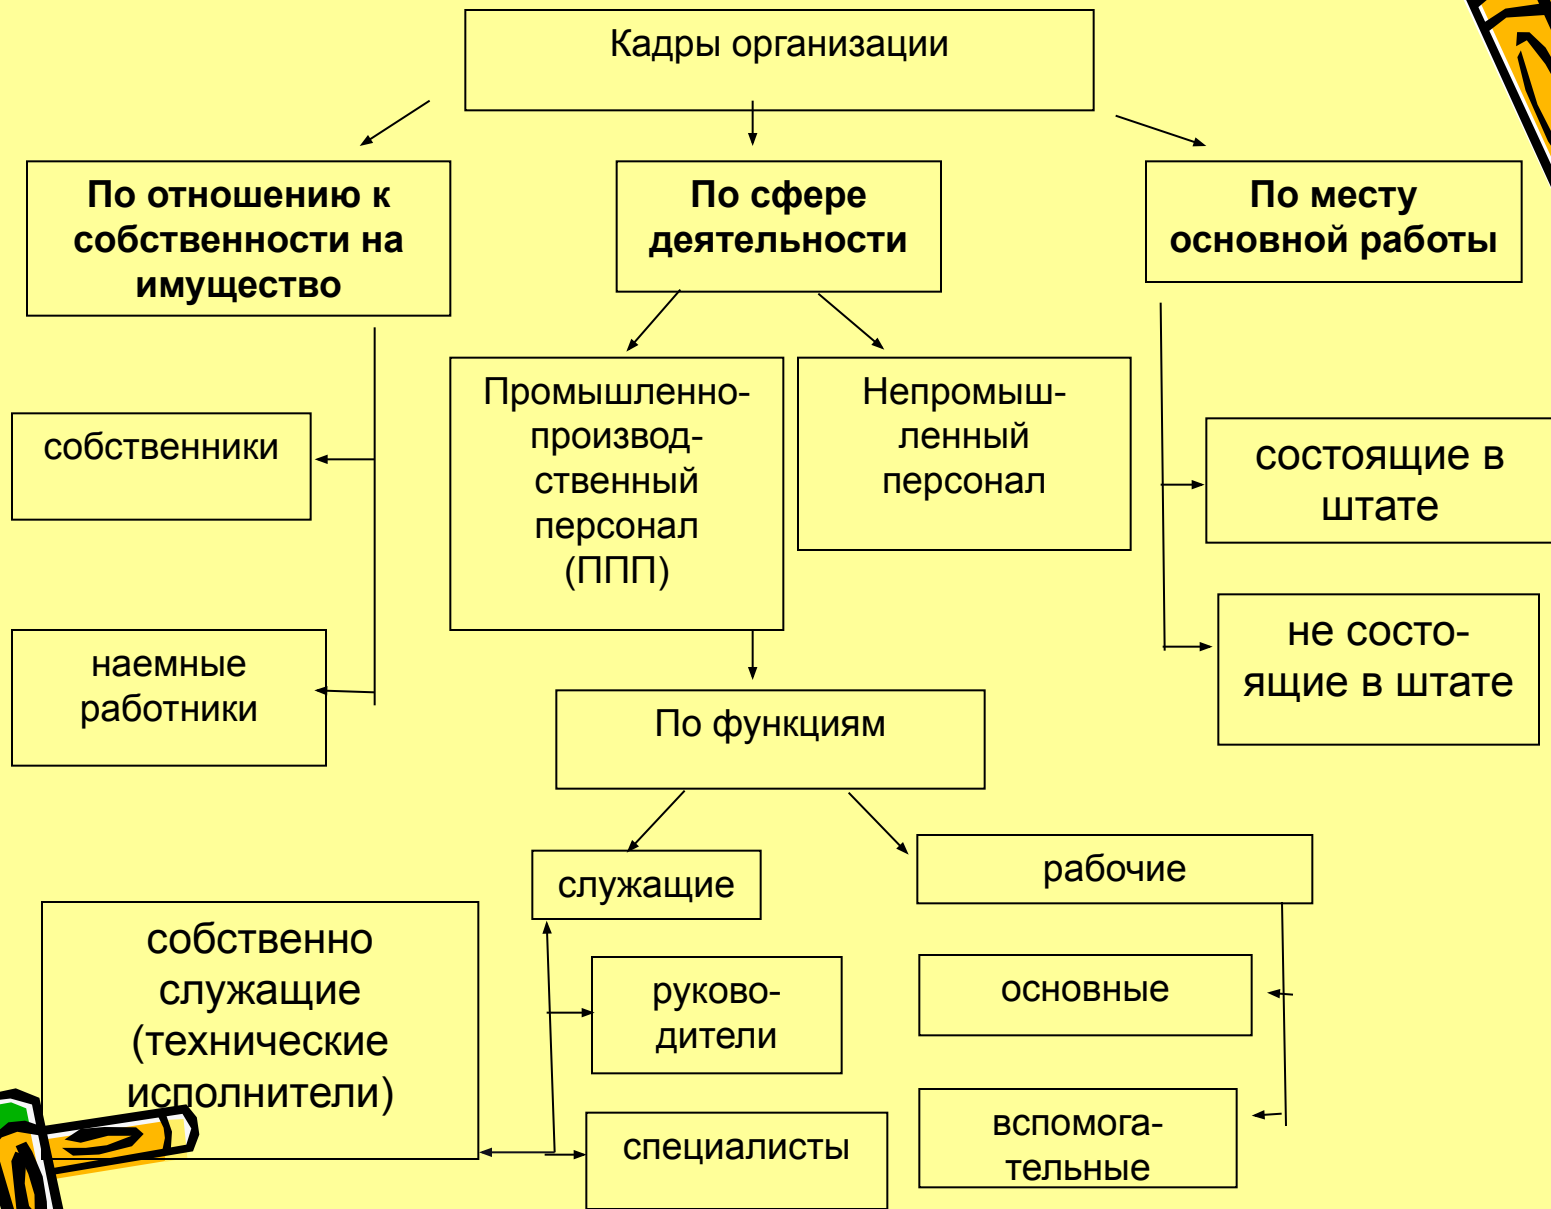 Кадры организации
По отношению к
собственности на
имущество
По сфере
деятельности
По месту
основной работы
собственники
наемные
работники
Промышленно-
производ-
ственный
персонал
(ППП)
Непромыш-
ленный
персонал
состоящие в
штате
не состо-
ящие в штате
По функциям
служащие
рабочие
собственно
служащие
(технические
исполнители)
руково-
дители
специалисты
основные
вспомога-
тельные